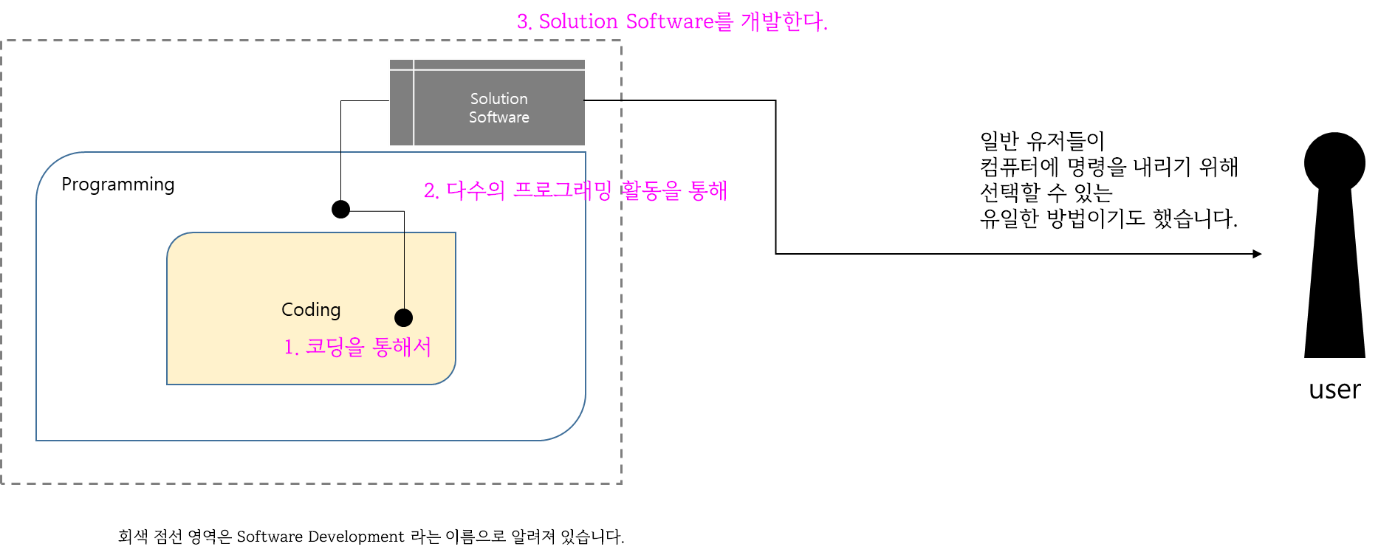 3. Solution Software를 개발한다.
Solution
Software
Programming
2. 다수의 프로그래밍 활동을 통해
Coding
1. 코딩을 통해서
일반 유저들이
컴퓨터에 명령을 내리기 위해
선택할 수 있는
유일한 방법이기도 했습니다.
user
회색 점선 영역은 Software Development 라는 이름으로 알려져 있습니다.